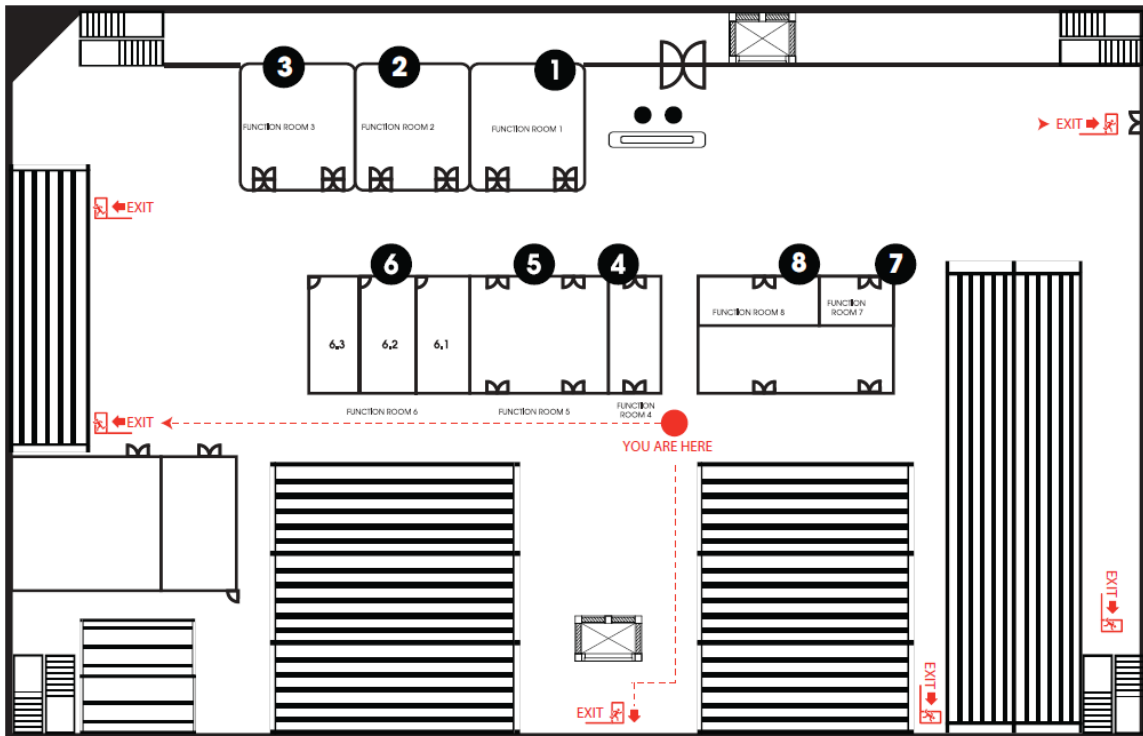 3
2
1
FUNCTION ROOM 3
FUNCTION ROOM 2
FUNCTION ROOM 1
EXIT
EXIT
6
5
4
8
7
FUNCTION ROOM 8
FUNCTION
ROOM 7
6.3
6.2
6.1
FUNCTION ROOM 6
FUNCTION ROOM 5
FUNCTION
ROOM 4
EXIT
YOU ARE HERE
EXIT
EXIT
EXIT